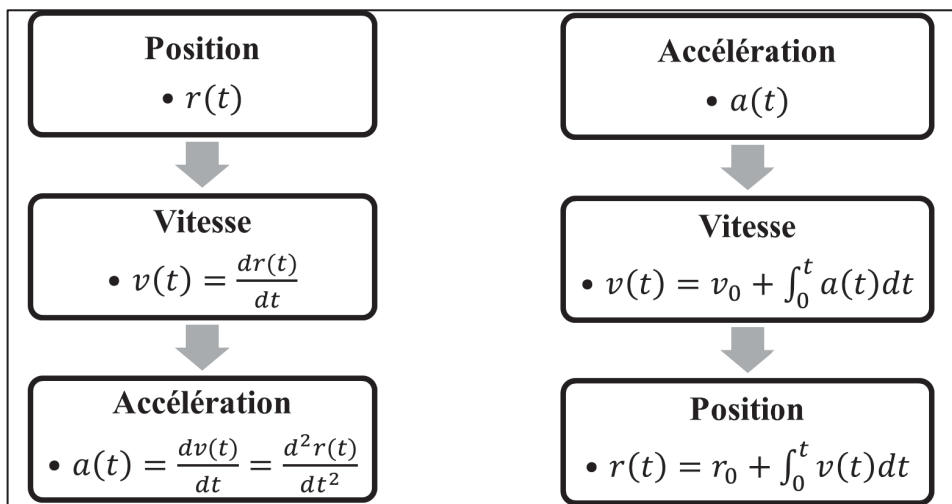 Position
• r(t)
Vitesse
• v(t) = dr(t)/dt
Accélération
• a(t) = dv(t)/dt = d²r(t)/dt²
Accélération
• a(t)
Vitesse
• v(t) = v₀ + ∫₀ᵗ a(t)dt
Position
• r(t) = r₀ + ∫₀ᵗ v(t)dt